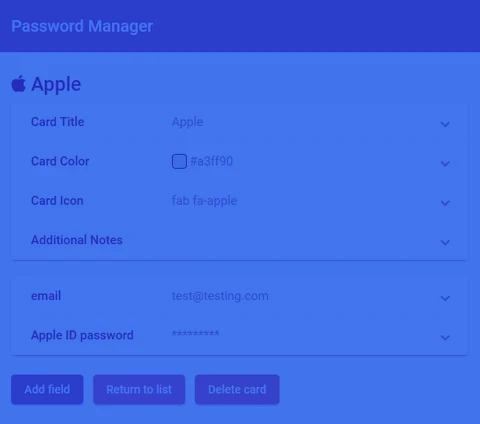 Password Manager
Apple
Card Title Apple
Card Color #a3ff90
Card Icon fab fa-apple
Additional Notes
email test@testing.com
Apple ID password *********
Add field Return to list Delete card